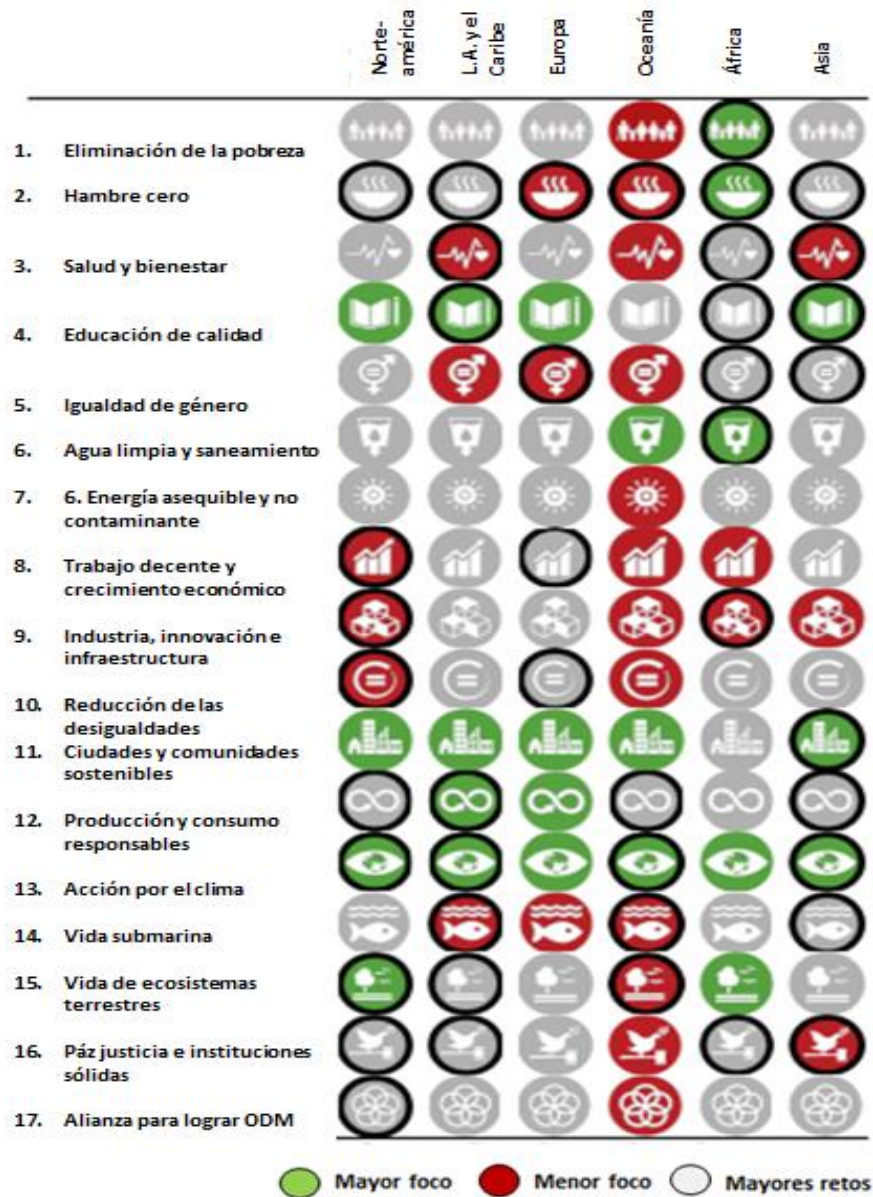 Norte-
américa
L.A. y el
Caribe
Europa
Oceanía
África
Asia
1. Eliminación de la pobreza
2. Hambre cero
3. Salud y bienestar
4. Educación de calidad
5. Igualdad de género
6. Agua limpia y saneamiento
7. 6. Energía asequible y no
contaminante
8. Trabajo decente y
crecimiento económico
9. Industria, innovación e
infraestructura
10. Reducción de las
desigualdades
11. Ciudades y comunidades
sostenibles
12. Producción y consumo
responsables
13. Acción por el clima
14. Vida submarina
15. Vida de ecosistemas
terrestres
16. Páz justicia e instituciones
sólidas
17. Alianza para lograr ODM
Mayor foco Menor foco Mayores retos